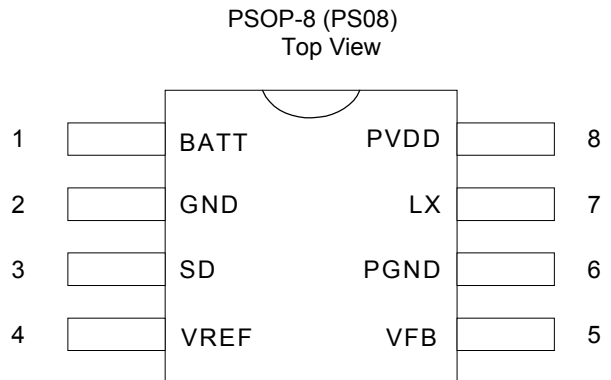 PSOP-8 (PS08)
Top View
1 BATT PVDD 8
2 GND LX 7
3 SD PGND 6
4 VREF VFB 5